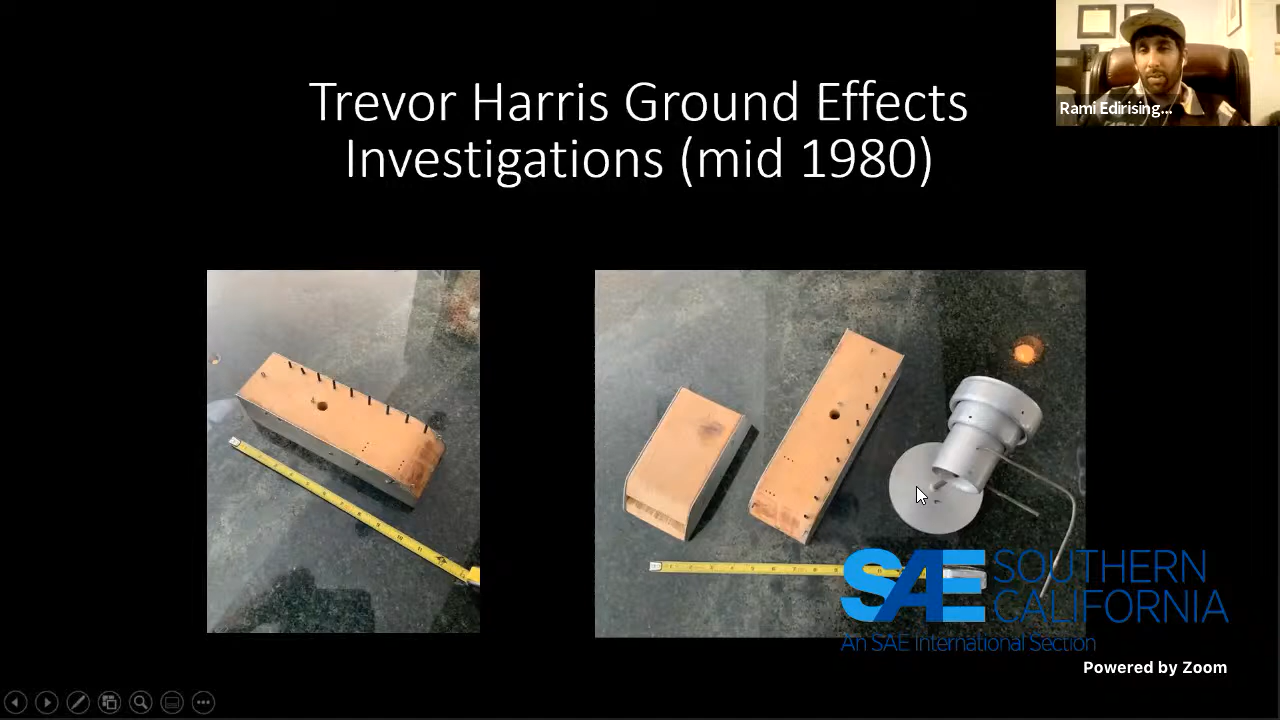 Trevor Harris Ground Effects
Investigations (mid 1980)
Rami Edirising...
SAE SOUTHERN
CALIFORNIA
An SAE International Section
Powered by Zoom